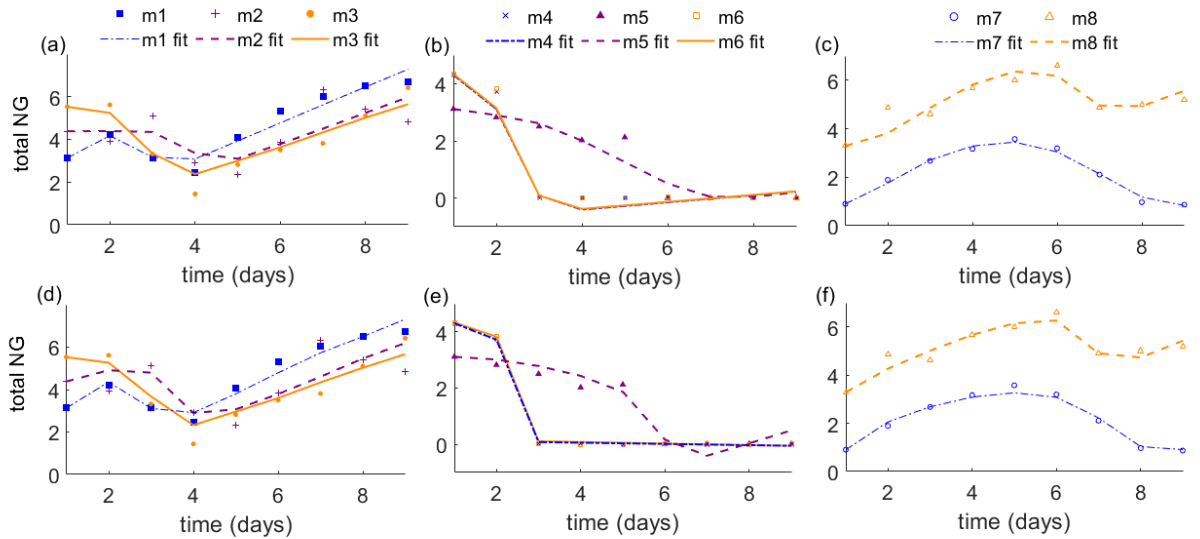 m1 m2 m3
m1 fit m2 fit m3 fit
(a)
total NG
6
4
2
0
2 4 6 8
time (days)
m4 m5 m6
m4 fit m5 fit m6 fit
(b)
4
2
0
2 4 6 8
time (days)
m7 m8
m7 fit m8 fit
(c)
6
4
2
0
2 4 6 8
time (days)
(d)
total NG
6
4
2
0
2 4 6 8
time (days)
(e)
4
2
0
2 4 6 8
time (days)
(f)
6
4
2
0
2 4 6 8
time (days)